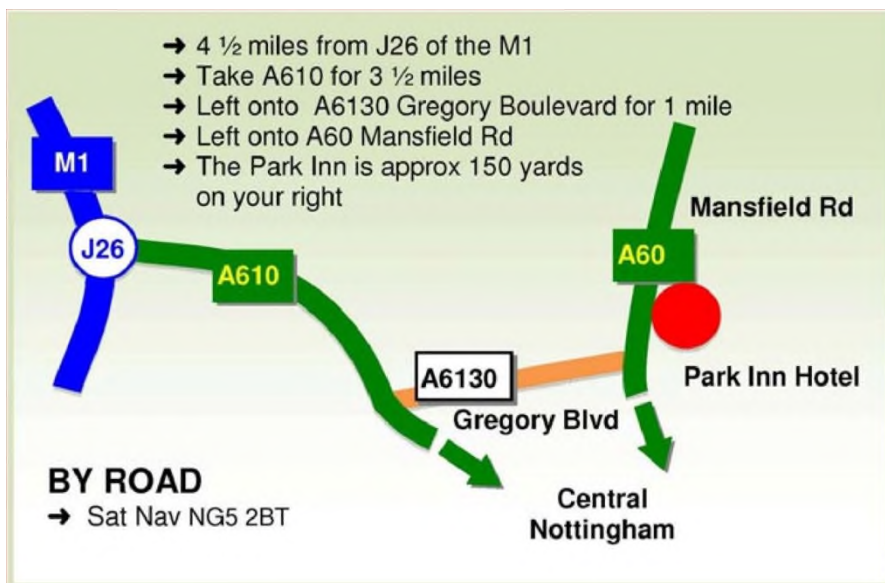 ➔ 4 ½ miles from J26 of the M1
➔ Take A610 for 3 ½ miles
➔ Left onto A6130 Gregory Boulevard for 1 mile
➔ Left onto A60 Mansfield Rd
➔ The Park Inn is approx 150 yards
on your right
M1
J26
A610
Mansfield Rd
A60
A6130
Gregory Blvd
Park Inn Hotel
BY ROAD
➔ Sat Nav NG5 2BT
Central
Nottingham